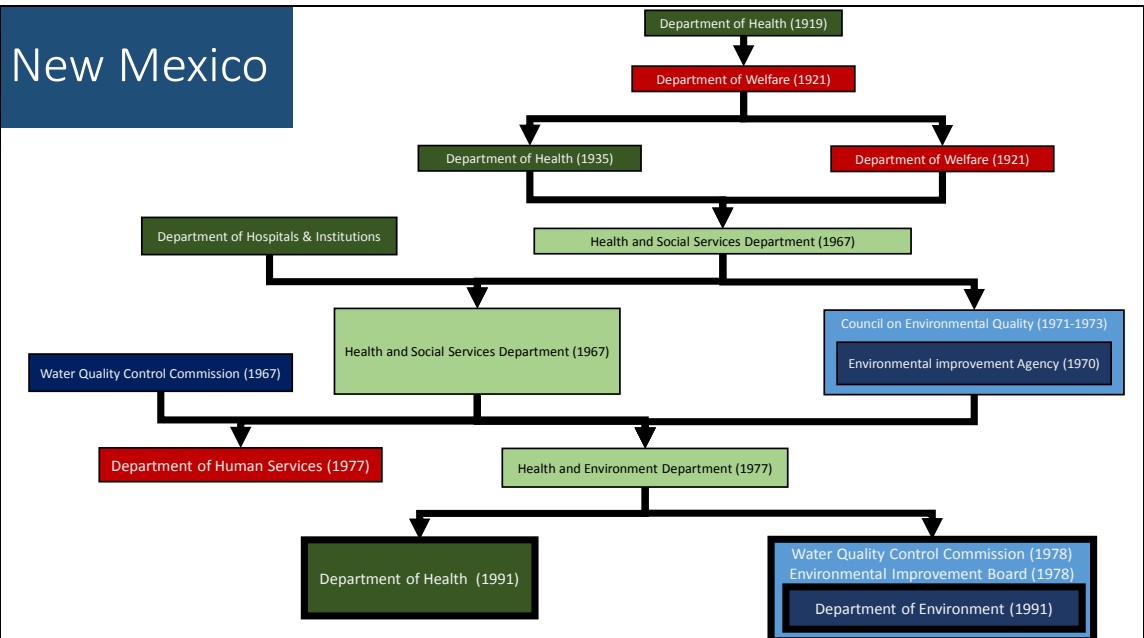 New Mexico
Department of Health (1919)
Department of Welfare (1921)
Department of Health (1935)
Department of Welfare (1921)
Department of Hospitals & Institutions
Health and Social Services Department (1967)
Health and Social Services Department (1967)
Council on Environmental Quality (1971-1973)
Environmental improvement Agency (1970)
Water Quality Control Commission (1967)
Department of Human Services (1977)
Health and Environment Department (1977)
Department of Health (1991)
Water Quality Control Commission (1978)
Environmental Improvement Board (1978)
Department of Environment (1991)